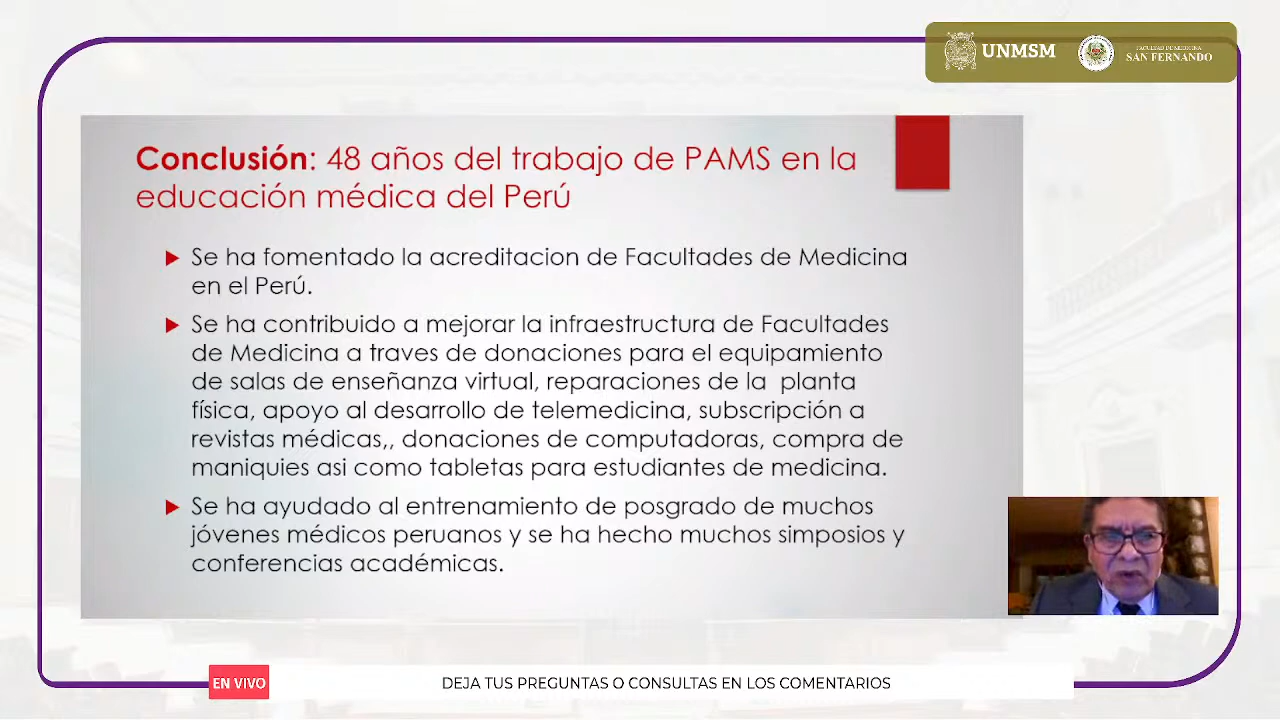 UNMSM
FACULTAD DE MEDICINA
SAN FERNANDO
Conclusión: 48 años del trabajo de PAMS en la
educación médica del Perú
Se ha fomentado la acreditacion de Facultades de Medicina
en el Perú.
Se ha contribuido a mejorar la infraestructura de Facultades
de Medicina a traves de donaciones para el equipamiento
de salas de enseñanza virtual, reparaciones de la planta
física, apoyo al desarrollo de telemedicina, subscripción a
revistas médicas,, donaciones de computadoras, compra de
maniquies asi como tabletas para estudiantes de medicina.
Se ha ayudado al entrenamiento de posgrado de muchos
jóvenes médicos peruanos y se ha hecho muchos simposios y
conferencias académicas.
EN VIVO
DEJA TUS PREGUNTAS O CONSULTAS EN LOS COMENTARIOS